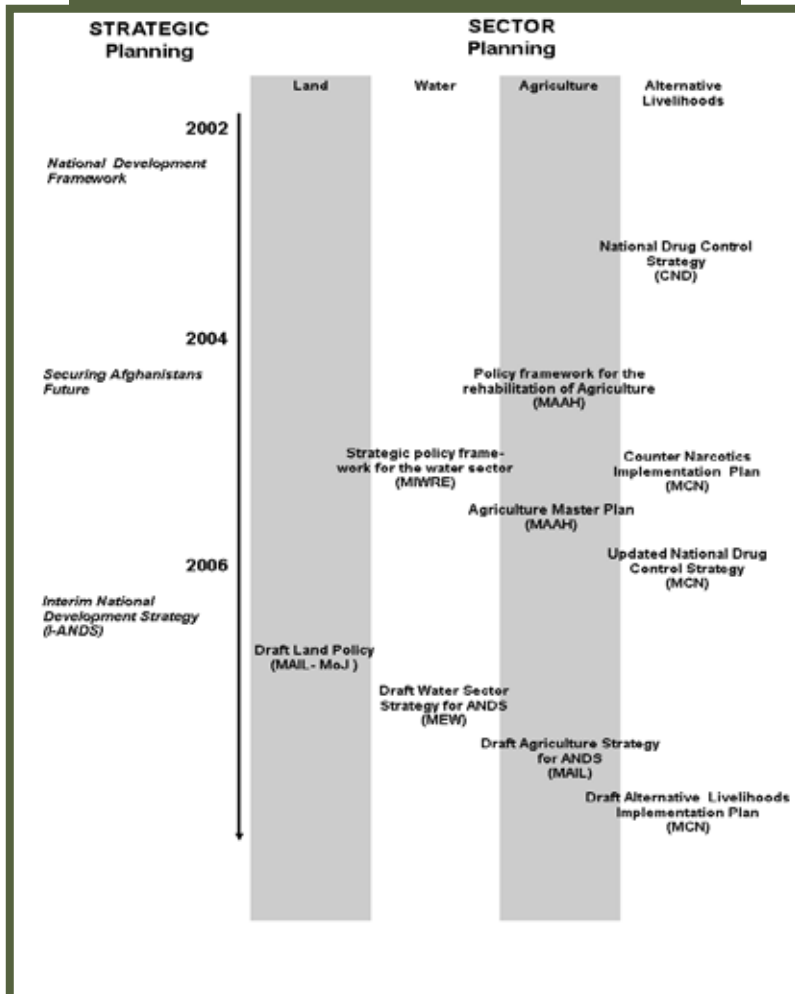 STRATEGIC
Planning
SECTOR
Planning
Land
Water
Agriculture
Alternative
Livelihoods
2002
National Development
Framework
National Drug Control
Strategy
(CND)
2004
Securing Afghanistans
Future
Policy framework for the
rehabilitation of Agriculture
(MAAH)
Strategic policy frame-
work for the water sector
(MIWRE)
Counter Narcotics
Implementation Plan
(MCN)
Agriculture Master Plan
(MAAH)
Updated National Drug
Control Strategy
(MCN)
2006
Interim National
Development Strategy
(I-ANDS)
Draft Land Policy
(MAIL- MoJ )
Draft Water Sector
Strategy for ANDS
(MEW)
Draft Agriculture Strategy
for ANDS
(MAIL)
Draft Alternative Livelihoods
Implementation Plan
(MCN)